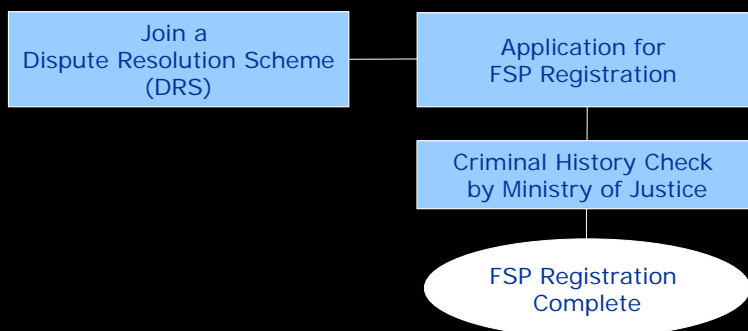 Join a
Dispute Resolution Scheme
(DRS)
Application for
FSP Registration
Criminal History Check
by Ministry of Justice
FSP Registration
Complete